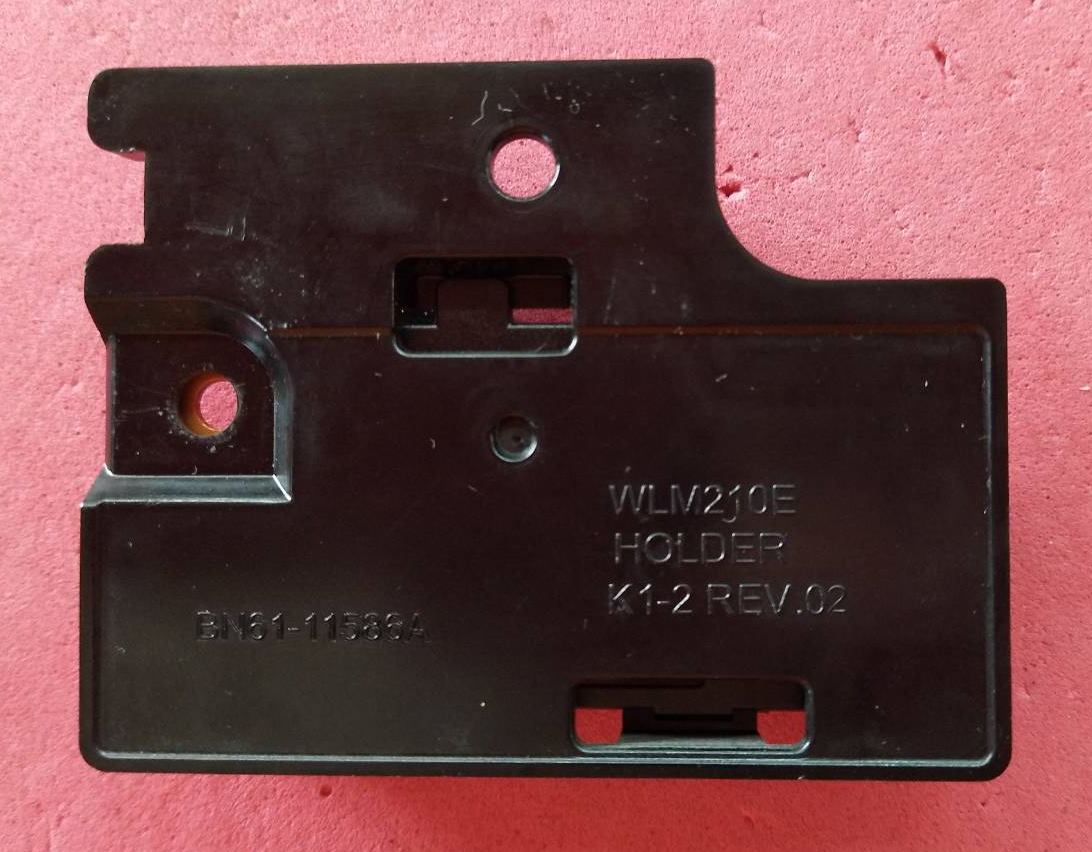 WLM210E
HOLDER
K1-2 REV.02
BN61-11586A